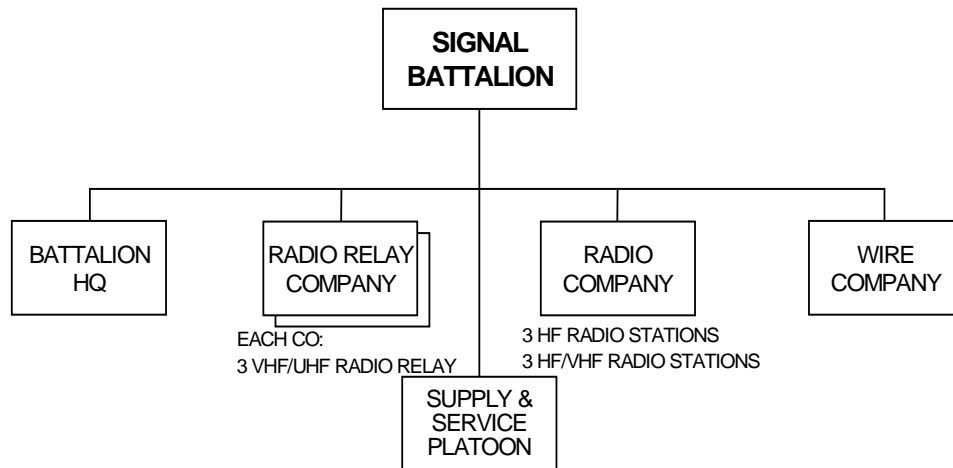 SIGNAL
BATTALION
BATTALION
HQ
RADIO RELAY
COMPANY
EACH CO:
3 VHF/UHF RADIO RELAY
RADIO
COMPANY
3 HF RADIO STATIONS
3 HF/VHF RADIO STATIONS
WIRE
COMPANY
SUPPLY &
SERVICE
PLATOON